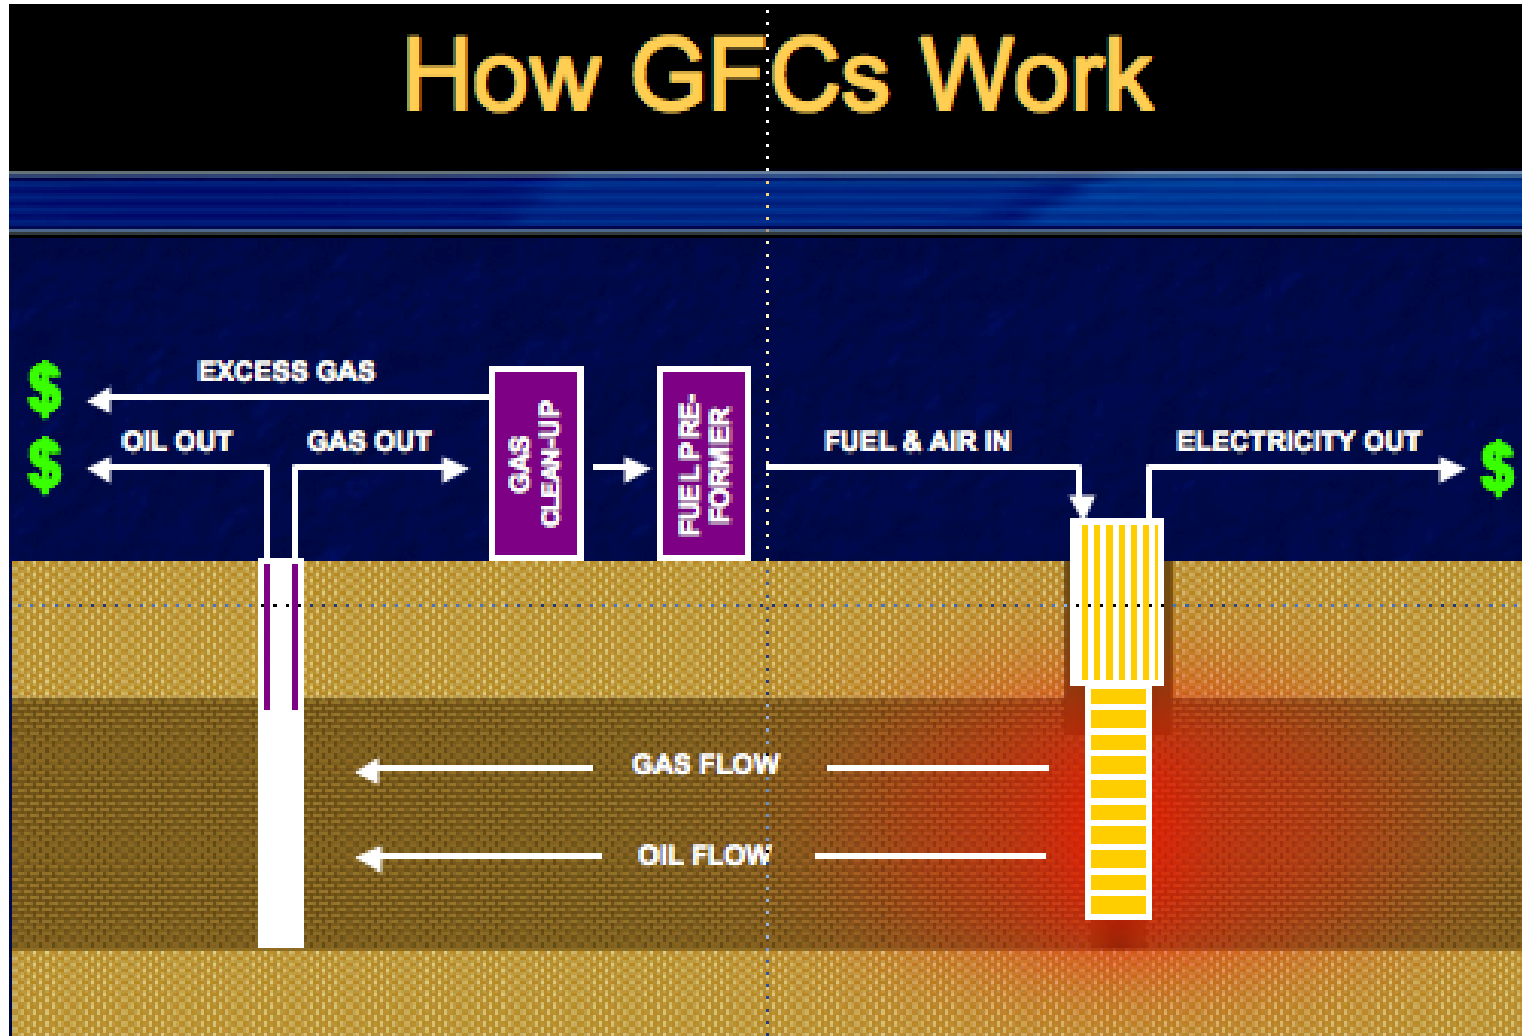 How GFCs Work
EXCESS GAS
$
OIL OUT
GAS OUT
$
GAS
CLEAN-UP
FUEL PRE-
FORMER
FUEL & AIR IN
ELECTRICITY OUT
$
GAS FLOW
OIL FLOW